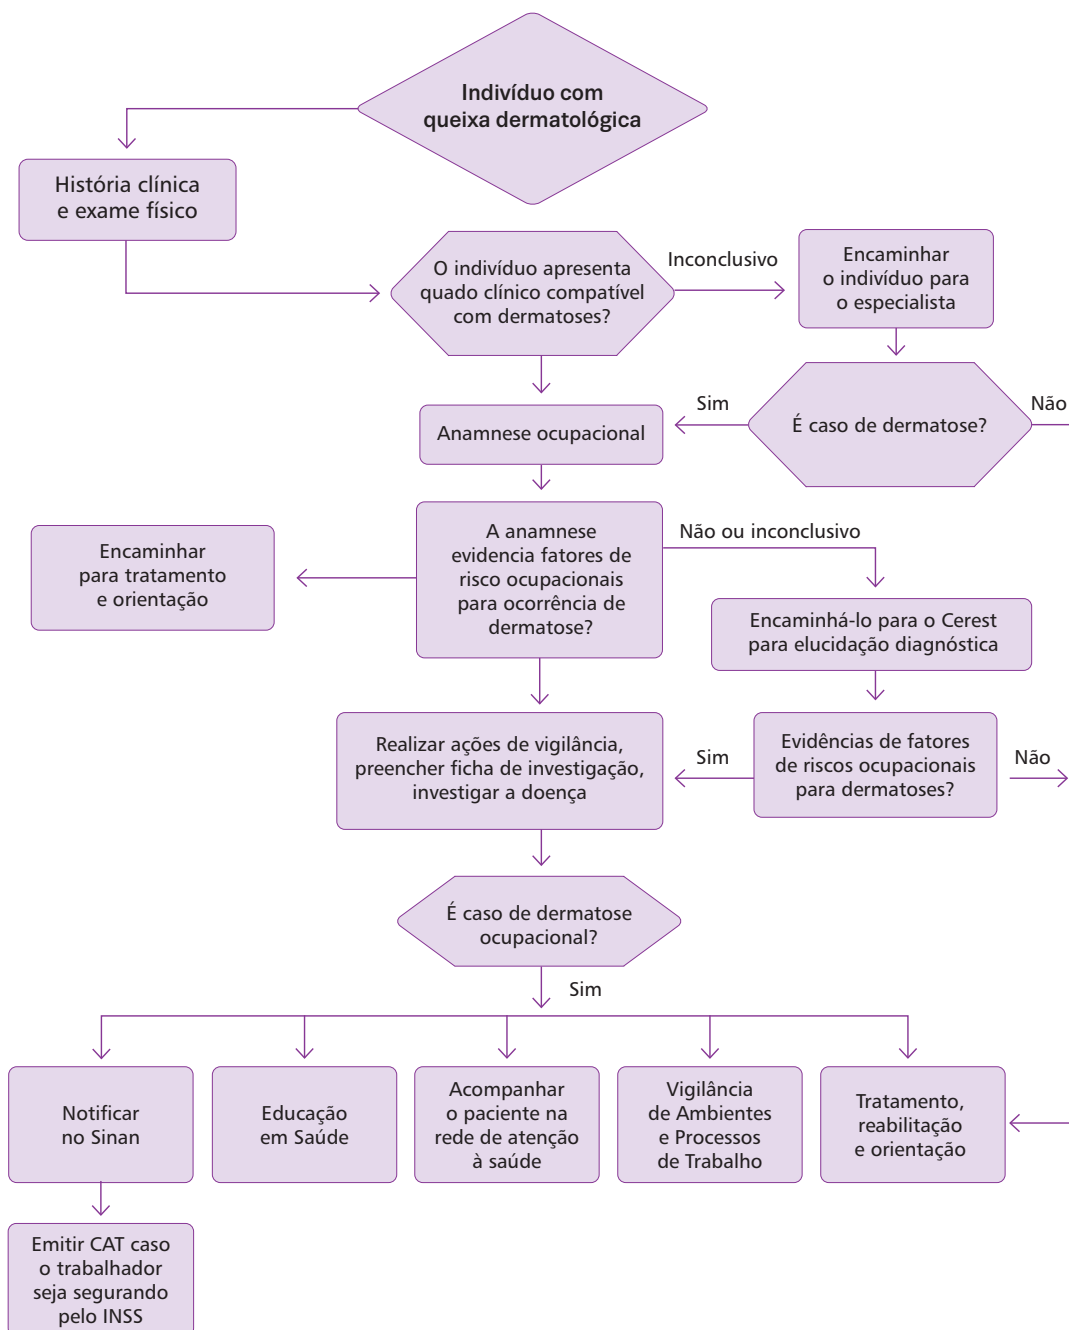 Indivíduo com
queixa dermatológica
História clínica
e exame físico
O indivíduo apresenta
quado clínico compatível
com dermatoses?
Inconclusivo
Encaminhar
o indivíduo para
o especialista
Sim
É caso de dermatose?
Não
Anamnese ocupacional
Encaminhar
para tratamento
e orientação
A anamnese
evidencia fatores de
risco ocupacionais
para ocorrência de
dermatose?
Não ou inconclusivo
Encaminhá-lo para o Cerest
para elucidação diagnóstica
Realizar ações de vigilância,
preencher ficha de investigação,
investigar a doença
Sim
Evidências de fatores
de riscos ocupacionais
para dermatoses?
Não
É caso de dermatose
ocupacional?
Sim
Notificar
no Sinan
Educação
em Saúde
Acompanhar
o paciente na
rede de atenção
à saúde
Vigilância
de Ambientes
e Processos
de Trabalho
Tratamento,
reabilitação
e orientação
Emitir CAT caso
o trabalhador
seja segurando
pelo INSS